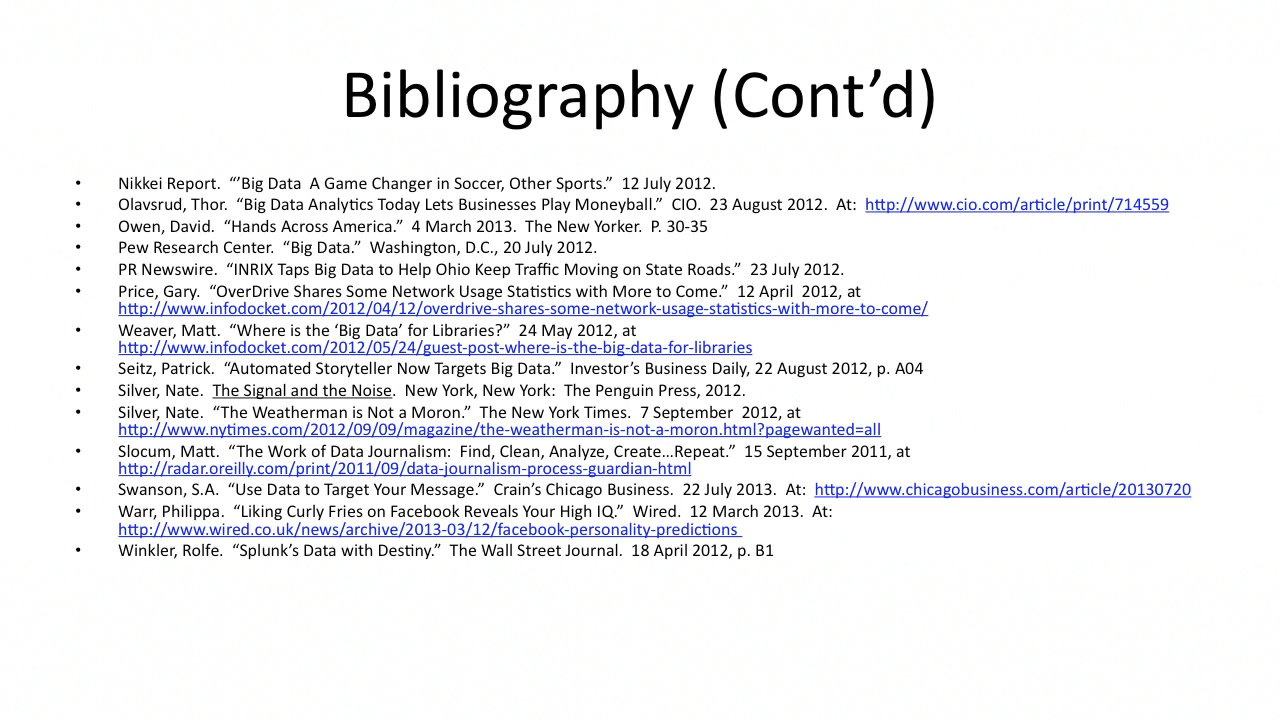 Bibliography (Cont’d)
• Nikkei Report.  “’Big Data  A Game Changer in Soccer, Other Sports.”  12 July 2012.
• Olavsrud, Thor.  “Big Data Analytics Today Lets Businesses Play Moneyball.”  CIO.  23 August 2012.  At:  http://www.cio.com/article/print/714559
• Owen, David.  “Hands Across America.”  4 March 2013.  The New Yorker.  P. 30-35
• Pew Research Center.  “Big Data.”  Washington, D.C., 20 July 2012.
• PR Newswire.  “INRIX Taps Big Data to Help Ohio Keep Traffic Moving on State Roads.”  23 July 2012.
• Price, Gary.  “OverDrive Shares Some Network Usage Statistics with More to Come.”  12 April  2012, at
http://www.infodocket.com/2012/04/12/overdrive-shares-some-network-usage-statistics-with-more-to-come/
• Weaver, Matt.  “Where is the ‘Big Data’ for Libraries?”  24 May 2012, at
http://www.infodocket.com/2012/05/24/guest-post-where-is-the-big-data-for-libraries
• Seitz, Patrick.  “Automated Storyteller Now Targets Big Data.”  Investor’s Business Daily, 22 August 2012, p. A04
• Silver, Nate.  The Signal and the Noise.  New York, New York:  The Penguin Press, 2012.
• Silver, Nate.  “The Weatherman is Not a Moron.”  The New York Times.  7 September  2012, at
http://www.nytimes.com/2012/09/09/magazine/the-weatherman-is-not-a-moron.html?pagewanted=all
• Slocum, Matt.  “The Work of Data Journalism:  Find, Clean, Analyze, Create…Repeat.”  15 September 2011, at
http://radar.oreilly.com/print/2011/09/data-journalism-process-guardian-html
• Swanson, S.A.  “Use Data to Target Your Message.”  Crain’s Chicago Business.  22 July 2013.  At:  http://www.chicagobusiness.com/article/20130720
• Warr, Philippa.  “Liking Curly Fries on Facebook Reveals Your High IQ.”  Wired.  12 March 2013.  At:
http://www.wired.co.uk/news/archive/2013-03/12/facebook-personality-predictions
• Winkler, Rolfe.  “Splunk’s Data with Destiny.”  The Wall Street Journal.  18 April 2012, p. B1